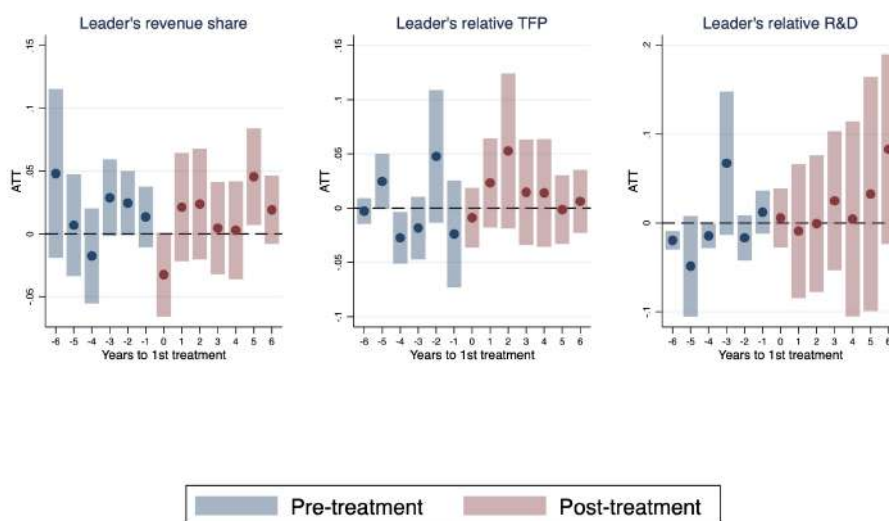 Leader's revenue share
.15
.1
.05
0
-.05
ATT
-6 -5 -4 -3 -2 -1 0 1 2 3 4 5 6
Years to 1st treatment
Leader's relative TFP
.15
.1
.05
0
-.05
-.1
ATT
-6 -5 -4 -3 -2 -1 0 1 2 3 4 5 6
Years to 1st treatment
Leader's relative R&D
.2
.1
0
-.1
ATT
-6 -5 -4 -3 -2 -1 0 1 2 3 4 5 6
Years to 1st treatment
Pre-treatment Post-treatment